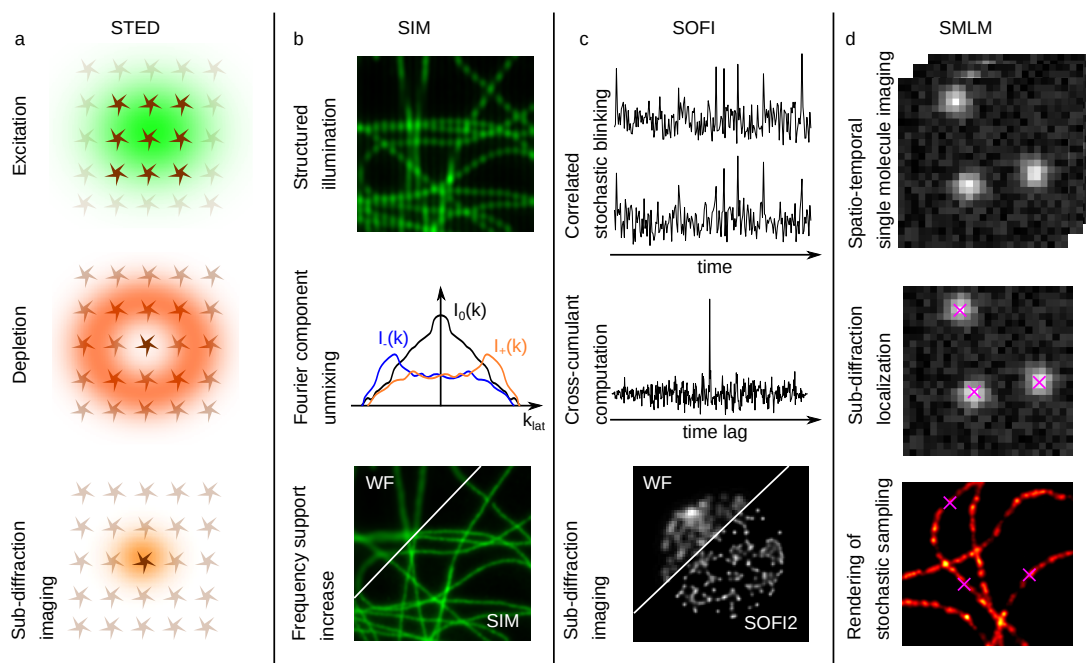 a
STED
Excitation
Depletion
Sub-diffraction
imaging
b
SIM
Structured
illumination
Fourier component
unmixing
I0(k)
I-(k)
I+(k)
klat
Frequency support
increase
WF
SIM
c
SOFI
Correlated
stochastic blinking
time
Cross-cumulant
computation
time lag
Sub-diffraction
imaging
WF
SOFI2
d
SMLM
Spatio-temporal
single molecule imaging
Sub-diffraction
localization
Rendering of
stochastic sampling